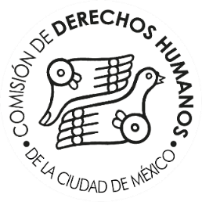 COMISIÓN DE DERECHOS HUMANOS
DE LA CIUDAD DE MÉXICO